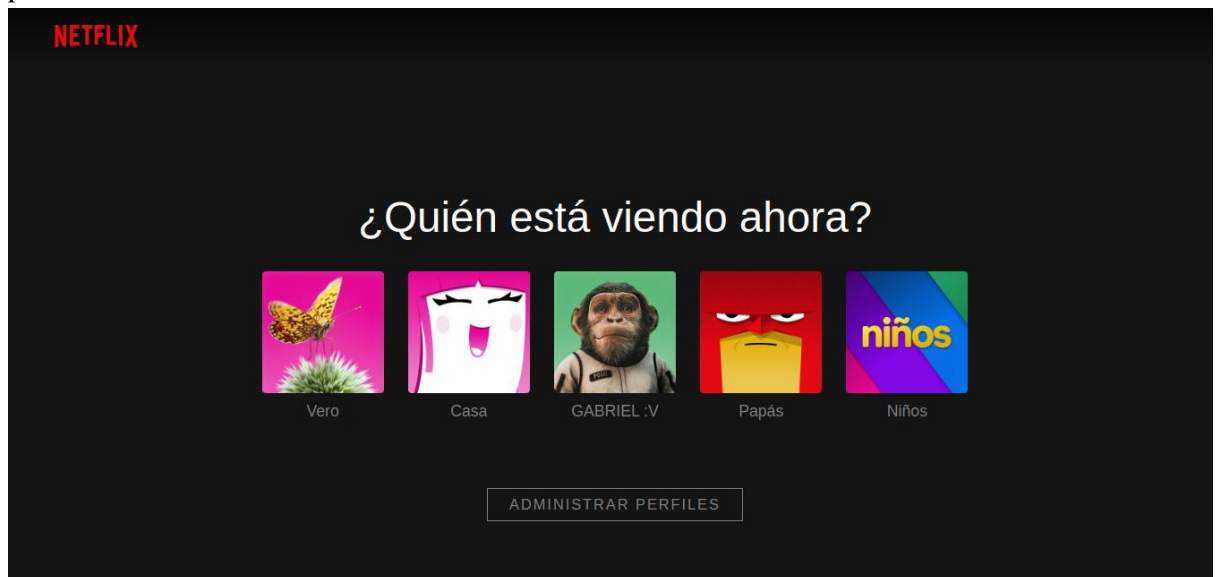 NETFLIX
¿Quién está viendo ahora?
niños
Vero
Casa
GABRIEL :V
Papás
Niños
ADMINISTRAR PERFILES